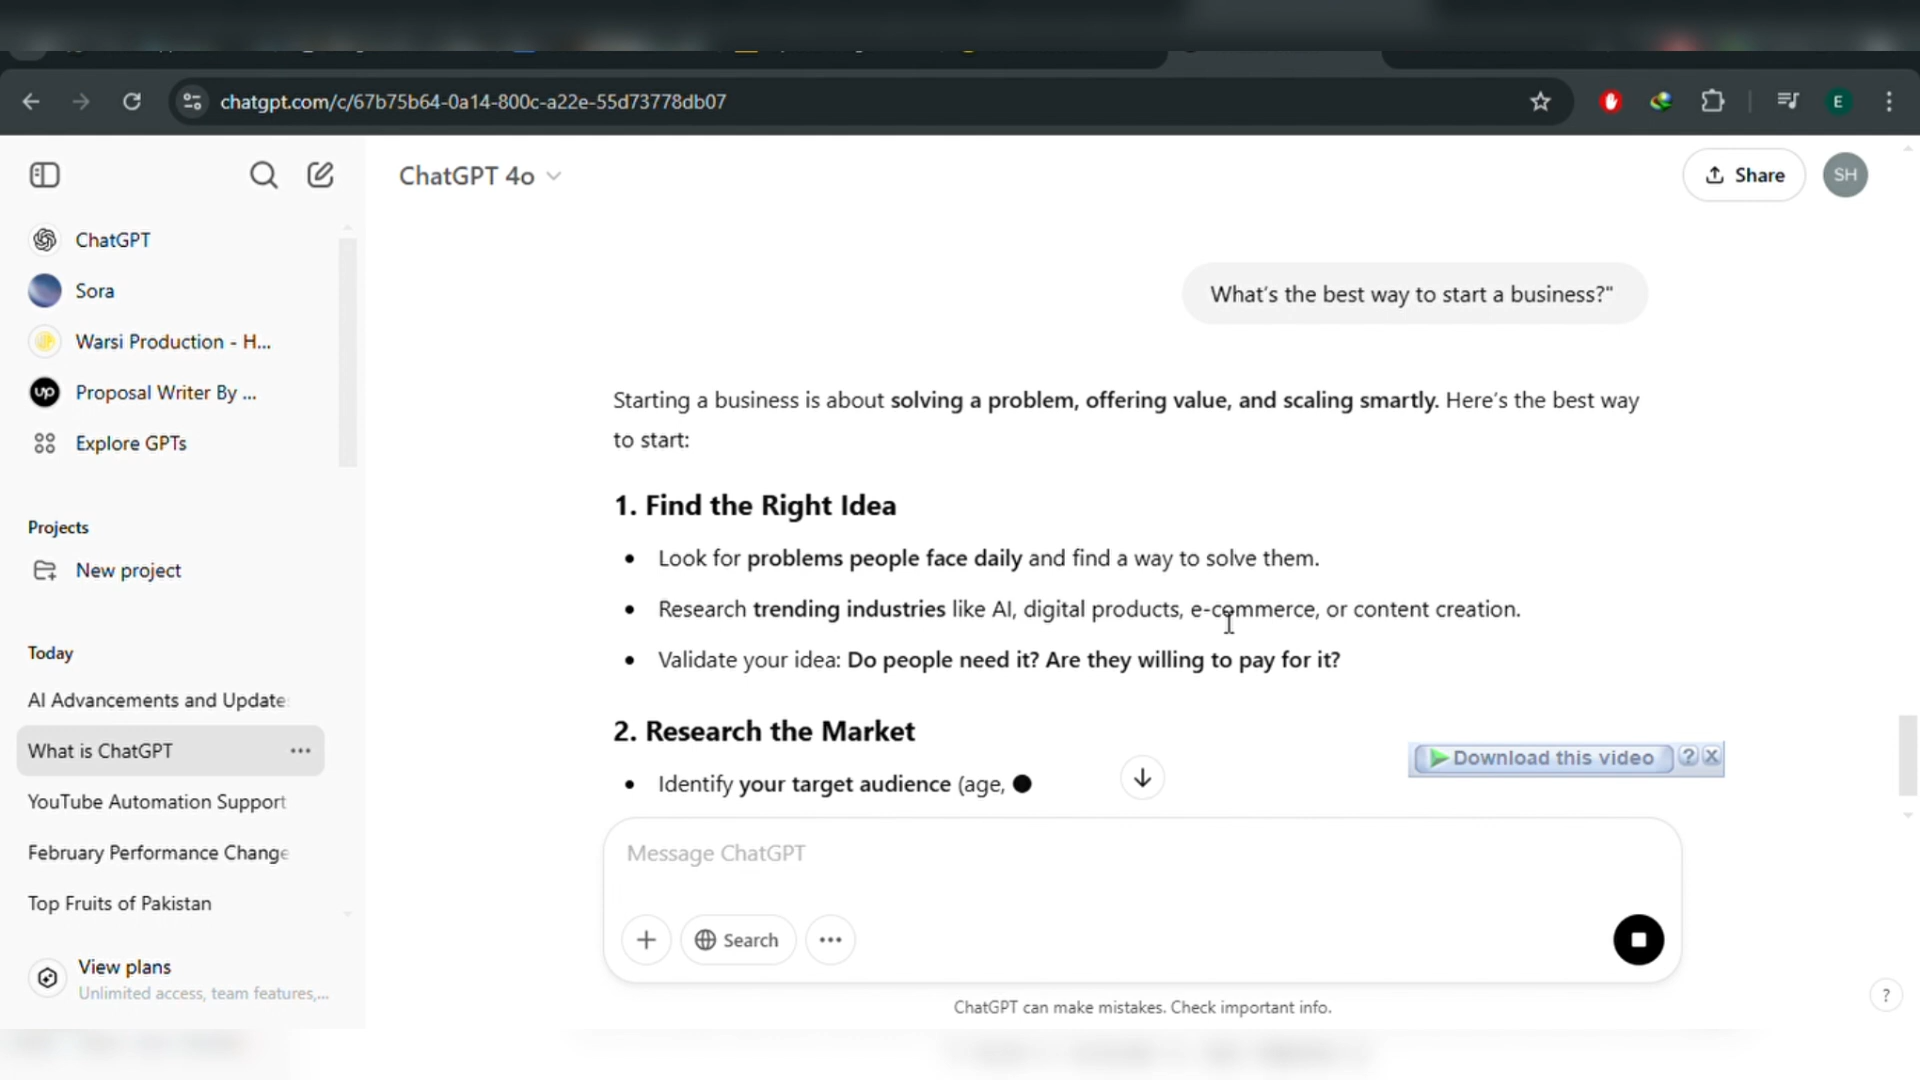 chatgpt.com/c/67b75b64-0a14-800c-a22e-55d73778db07
E
ChatGPT 4o
Share
SH
ChatGPT
Sora
Warsi Production - H...
Proposal Writer By ...
Explore GPTs
Projects
New project
Today
AI Advancements and Update
What is ChatGPT
YouTube Automation Support
February Performance Change
Top Fruits of Pakistan
View plans
Unlimited access, team features,...
What's the best way to start a business?"
Starting a business is about solving a problem, offering value, and scaling smartly. Here's the best way
to start:
1. Find the Right Idea
• Look for problems people face daily and find a way to solve them.
• Research trending industries like AI, digital products, e-commerce, or content creation.
• Validate your idea: Do people need it? Are they willing to pay for it?
2. Research the Market
• Identify your target audience (age,
Download this video ? X
Message ChatGPT
Search
ChatGPT can make mistakes. Check important info.
?